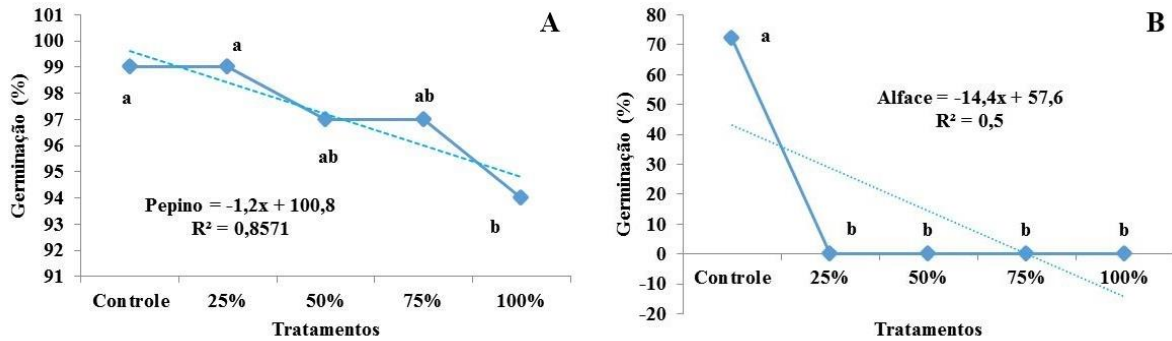 A
Germinação (%)
101
100
99
98
97
96
95
94
93
92
91
a
a
ab
ab
b
Pepino = -1,2x + 100,8
R² = 0,8571
Controle 25% 50% 75% 100%
Tratamentos
B
Germinação (%)
80
70
60
50
40
30
20
10
0
-10
-20
a
b
b
b
b
Alface = -14,4x + 57,6
R² = 0,5
Controle 25% 50% 75% 100%
Tratamentos